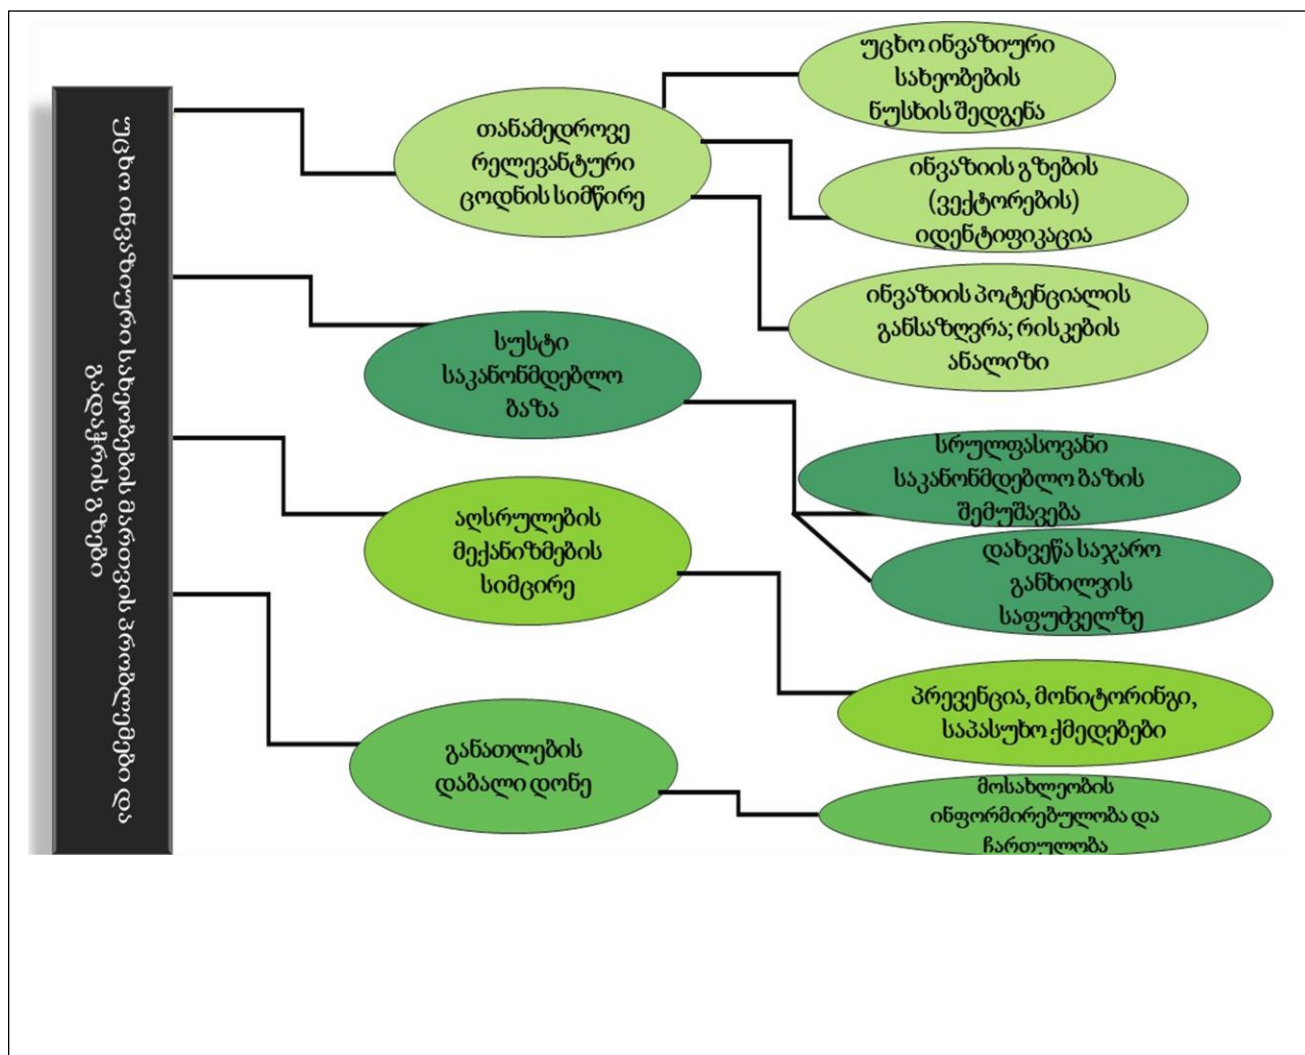 უცხო ინვაზიური სახეობების მართვის პრობლემები და
გადაჭრის გზები
თანამედროვე
რელევანტური
ცოდნის სიმწირე
უცხო ინვაზიური
სახეობების
ნუსხის შედგენა
ინვაზიის გზების
(ვექტორების)
იდენტიფიკაცია
ინვაზიის პოტენციალის
განსაზღვრა; რისკების
ანალიზი
სუსტი
საკანონმდებლო
ბაზა
სრულფასოვანი
საკანონმდებლო ბაზის
შემუშავება
დახვეწა საჯარო
განხილვის
საფუძველზე
აღსრულების
მექანიზმების
სიმცირე
პრევენცია, მონიტორინგი,
საპასუხო ქმედებები
განათლების
დაბალი დონე
მოსახლეობის
ინფორმირებულობა და
ჩართულობა